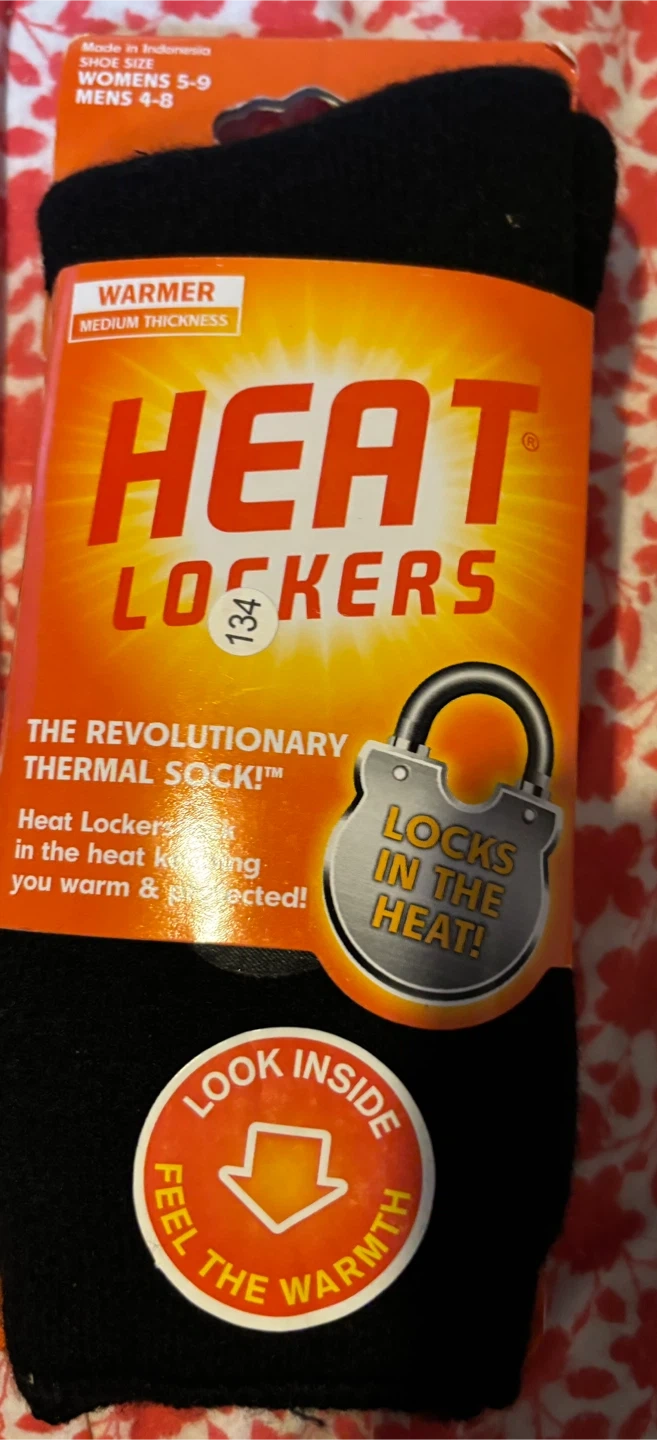 Made in Indonesia
SHOE SIZE
WOMENS 5-9
MENS 4-8
WARMER
MEDIUM THICKNESS
HEAT®
LOCKERS
134
THE REVOLUTIONARY
THERMAL SOCK!™
Heat Lockers
in the heat keeping
you warm & protected!
LOCKS
IN THE
HEAT!
LOOK INSIDE
FEEL THE WARMTH